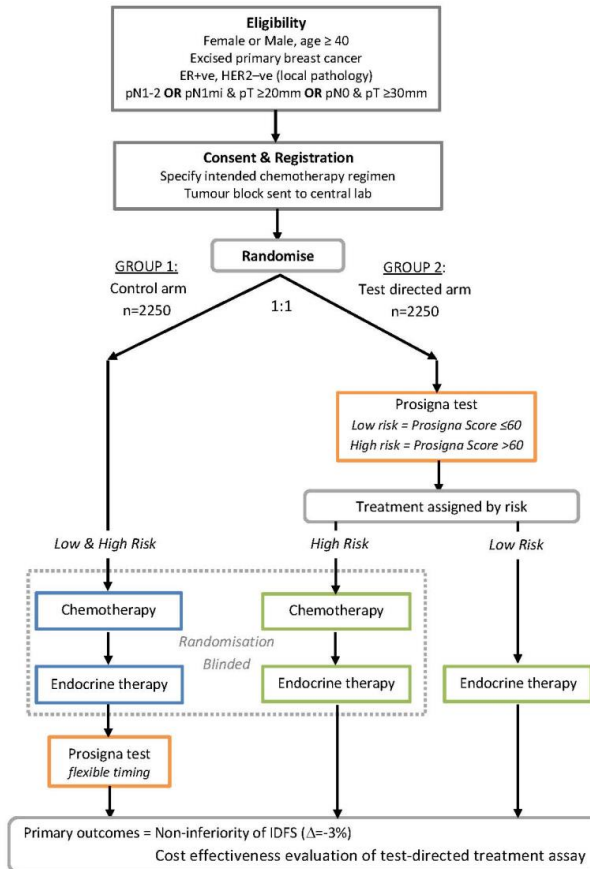 Eligibility
Female or Male, age ≥ 40
Excised primary breast cancer
ER+ve, HER2–ve (local pathology)
pN1-2 OR pN1mi & pT ≥20mm OR pN0 & pT ≥30mm
Consent & Registration
Specify intended chemotherapy regimen
Tumour block sent to central lab
Randomise
GROUP 1:
Control arm
n=2250
1:1
GROUP 2:
Test directed arm
n=2250
Prosigna test
Low risk = Prosigna Score ≤60
High risk = Prosigna Score >60
Treatment assigned by risk
Low & High Risk
High Risk
Low Risk
Chemotherapy
Chemotherapy
Randomisation
Blinded
Endocrine therapy
Endocrine therapy
Endocrine therapy
Prosigna test
flexible timing
Primary outcomes = Non-inferiority of IDFS (Δ=-3%)
Cost effectiveness evaluation of test-directed treatment assay